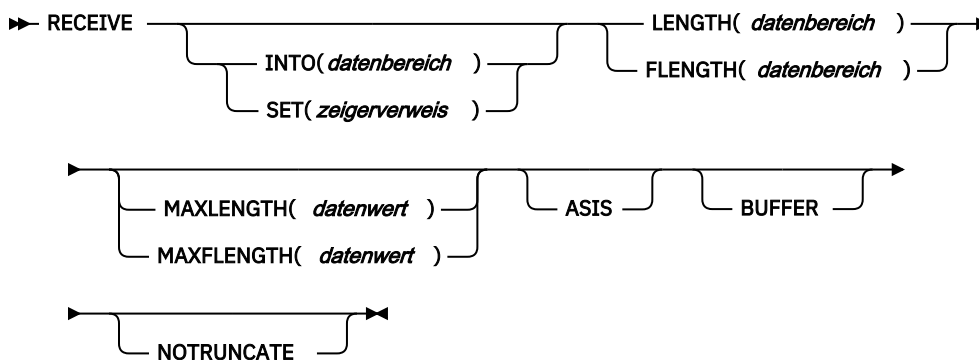 RECEIVE LENGTH( datenbereich )
INTO( datenbereich ) FLENGTH( datenbereich )
SET( zeigerverweis )
MAXLENGTH( datenwert ) ASIS BUFFER
MAXFLENGTH( datenwert )
NOTRUNCATE